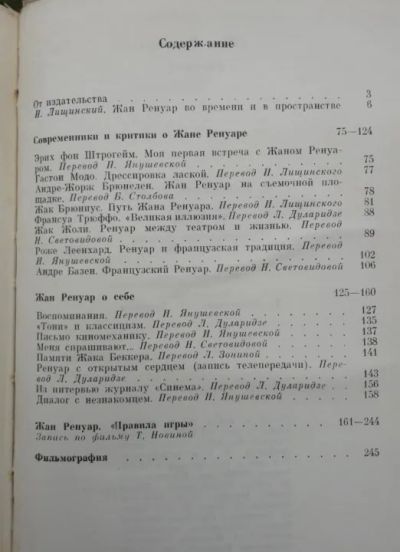 Содержание
От издательства . . . . . . . . . . . . . . 3
И. Лищинский. Жан Ренуар во времени и в пространстве 6
Современники и критики о Жане Ренуаре 75—124
Эрих фон Штрогейм. Моя первая встреча с Жаном Ренуа-
ром. Перевод И. Янушевской . . . . . . . . . 75
Гастон Модо. Дрессировка лаской. Перевод И. Лищинского 77
Андре-Жорж Брюнелен. Жан Ренуар на съемочной пло-
щадке. Перевод Б. Столбова . . . . . . . . . 78
Жак Брюниус. Путь Жана Ренуара. Перевод И. Лищинского 81
Франсуа Трюффо. «Великая иллюзия». Перевод Л. Дуларидзе 88
Жак Жоли. Ренуар между театром и жизнью. Перевод
Н. Световидовой . . . . . . . . . . . . . 89
Роже Леенхард. Ренуар и французская традиция. Перевод
И. Янушевской . . . . . . . . . . . . . . 102
Андре Базен. Французский Ренуар. Перевод Н. Световидовой 106
Жан Ренуар о себе 125—160
Воспоминания. Перевод И. Янушевской . . . . . . 127
«Тони» и классицизм. Перевод Л. Дуларидзе . . . . 135
Письмо киномеханику. Перевод И. Янушевской . . . . 137
Меня спрашивают... Перевод Н. Световидовой . . . . 138
Памяти Жака Беккера. Перевод Л. Зониной . . . . . 141
Ренуар с открытым сердцем (запись телепередачи). Пере-
вод Л. Дуларидзе . . . . . . . . . . . . . 143
Из интервью журналу «Синема». Перевод Л. Дуларидзе . 156
Диалог с незнакомцем. Перевод И. Янушевской . . . . 158
Жан Ренуар. «Правила игры» 161—244
Запись по фильму Т. Новиной
Фильмография . . . . . . . . . . . . . . 245